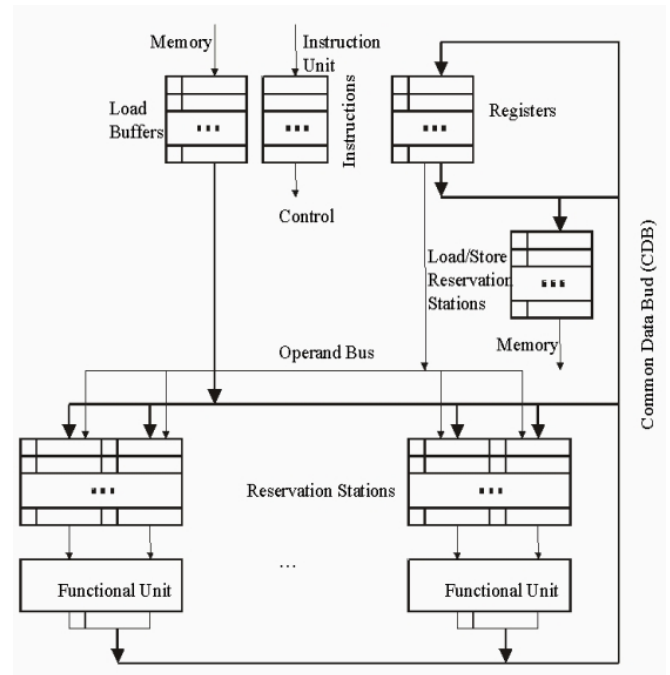 Memory
Instruction
Unit
Load
Buffers
Instructions
Registers
Control
Load/Store
Reservation
Stations
Common Data Bud (CDB)
Operand Bus
Memory
Reservation Stations
...
Functional Unit
Functional Unit